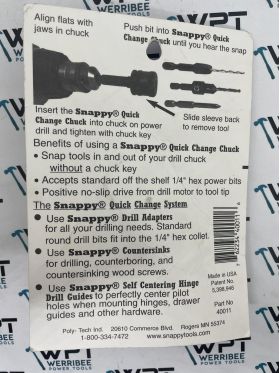 WPT
WERRIBEE
POWER TOOLS
Align flats with
jaws in chuck
Push bit into Snappy® Quick
Change Chuck until you hear the snap
Insert the Snappy® Quick
Change Chuck into chuck on power
drill and tighten with chuck key
Slide sleeve back
to remove tool
Benefits of using a Snappy® Quick Change Chuck
• Snap tools in and out of your drill chuck
without a chuck key
• Accepts standard off the shelf 1/4" hex power bits
• Positive no-slip drive from drill motor to tool tip
The Snappy® Quick Change System
• Use Snappy® Drill Adapters
for all your drilling needs. Standard
round drill bits fit into the 1/4" hex collet.
• Use Snappy® Countersinks
for drilling, counterboring, and
countersinking wood screws.
• Use Snappy® Self Centering Hinge
Drill Guides to perfectly center pilot
holes when mounting hinges, drawer
guides and other hardware.
Made in USA
Patent No.
5,398,946
Part No.
40011
Poly-Tech Ind. 20610 Commerce Blvd. Rogers MN 55374
1-800-334-7472 www.snappytools.com
WPT
WERRIBEE
POWER TOOLS